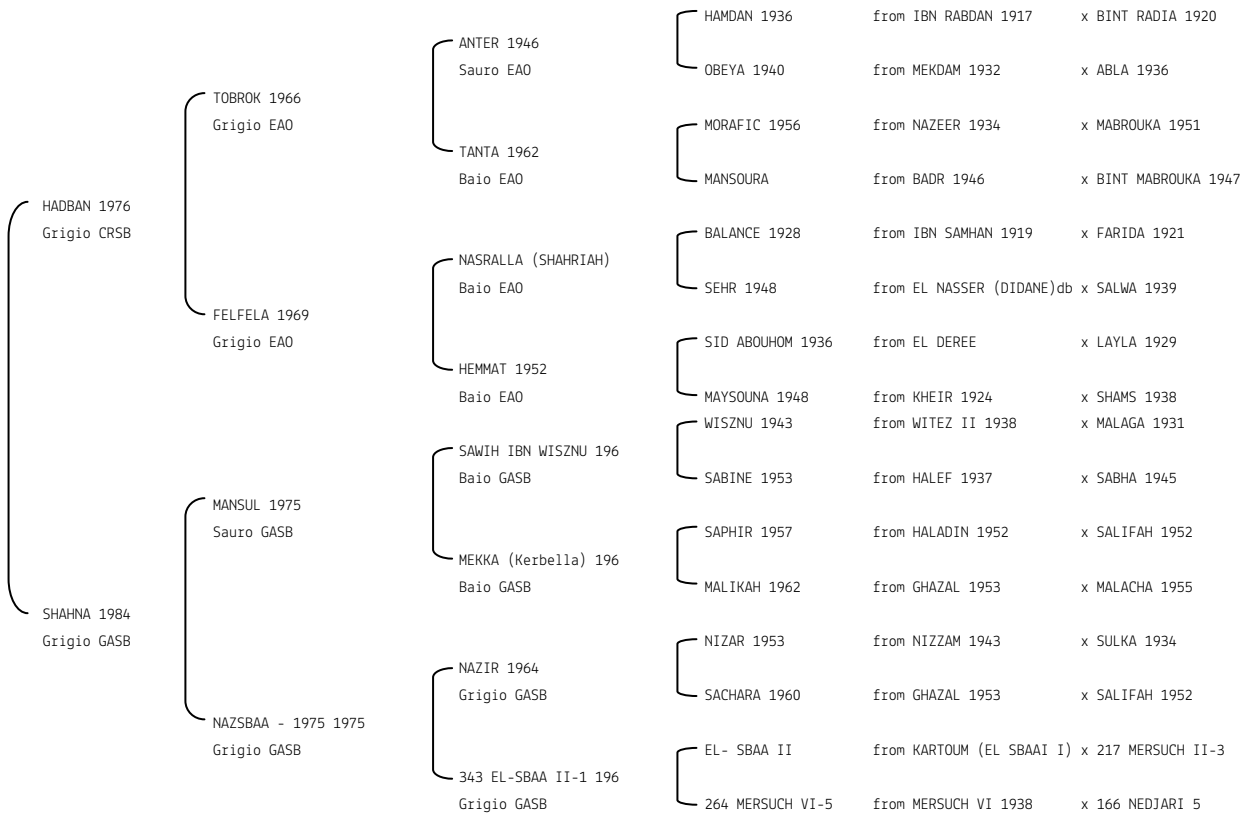 HAMDAN 1936 from IBN RABDAN 1917 x BINT RADIA 1920
ANTER 1946
Sauro EAO OBEYA 1940 from MEKDAM 1932 x ABLA 1936
TOBROK 1966
Grigio EAO MORAFIC 1956 from NAZEER 1934 x MABROUKA 1951
TANTA 1962
Baio EAO MANSOURA from BADR 1946 x BINT MABROUKA 1947
HADBAN 1976
Grigio CRSB BALANCE 1928 from IBN SAMHAN 1919 x FARIDA 1921
NASRALLA (SHAHRIAH)
Baio EAO SEHR 1948 from EL NASSER (DIDANE)db x SALWA 1939
FELFELA 1969
Grigio EAO SID ABOUHOM 1936 from EL DEREE x LAYLA 1929
HEMMAT 1952
Baio EAO MAYSOUNA 1948 from KHEIR 1924 x SHAMS 1938
WISZNU 1943 from WITEZ II 1938 x MALAGA 1931
SAWIH IBN WISZNU 196
Baio GASB SABINE 1953 from HALEF 1937 x SABHA 1945
MANSUL 1975
Sauro GASB SAPHIR 1957 from HALADIN 1952 x SALIFAH 1952
MEKKA (Kerbella) 196
Baio GASB MALIKAH 1962 from GHAZAL 1953 x MALACHA 1955
SHAHNA 1984
Grigio GASB NIZAR 1953 from NIZZAM 1943 x SULKA 1934
NAZIR 1964
Grigio GASB SACHARA 1960 from GHAZAL 1953 x SALIFAH 1952
NAZSBAA - 1975 1975
Grigio GASB EL- SBAA II from KARTOUM (EL SBAAI I) x 217 MERSUCH II-3
343 EL-SBAA II-1 196
Grigio GASB 264 MERSUCH VI-5 from MERSUCH VI 1938 x 166 NEDJARI 5